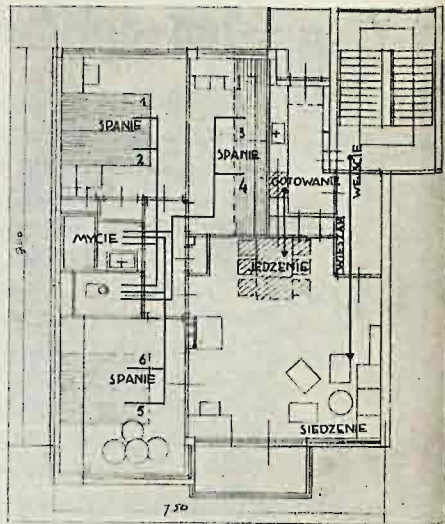 1
SPANIE
2
3
SPANIE
4
GOTOWANIE
WIESZAK
WEJŚCIE
MYCIE
JEDZENIE
6
SPANIE
5
SIEDZENIE
750